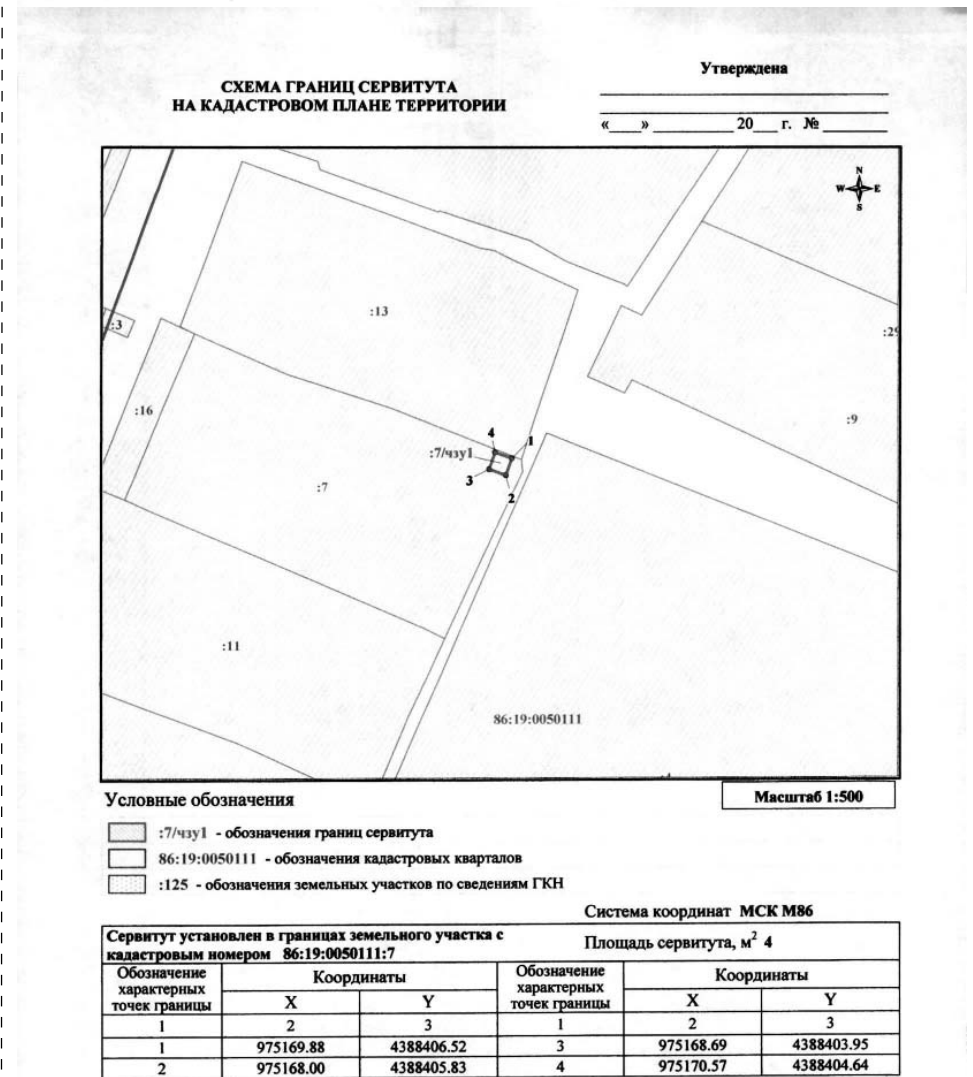 Утверждена
СХЕМА ГРАНИЦ СЕРВИТУТА
НА КАДАСТРОВОМ ПЛАНЕ ТЕРРИТОРИИ
«___» _________ 20___ г. № _______
N
W E
S
:13
:3
:29
:16
:9
4
1
:7/чзу1
3
:7
2
:11
86:19:0050111
Условные обозначения
Масштаб 1:500
:7/чзу1 - обозначения границ сервитута
86:19:0050111 - обозначения кадастровых кварталов
:125 - обозначения земельных участков по сведениям ГКН
Система координат МСК М86
Сервитут установлен в границах земельного участка с
кадастровым номером 86:19:0050111:7
Площадь сервитута, м² 4
Обозначение характерных точек границы Координаты Обозначение характерных точек границы Координаты
X Y X Y
1 2 3 1 2 3
1 975169.88 4388406.52 3 975168.69 4388403.95
2 975168.00 4388405.83 4 975170.57 4388404.64